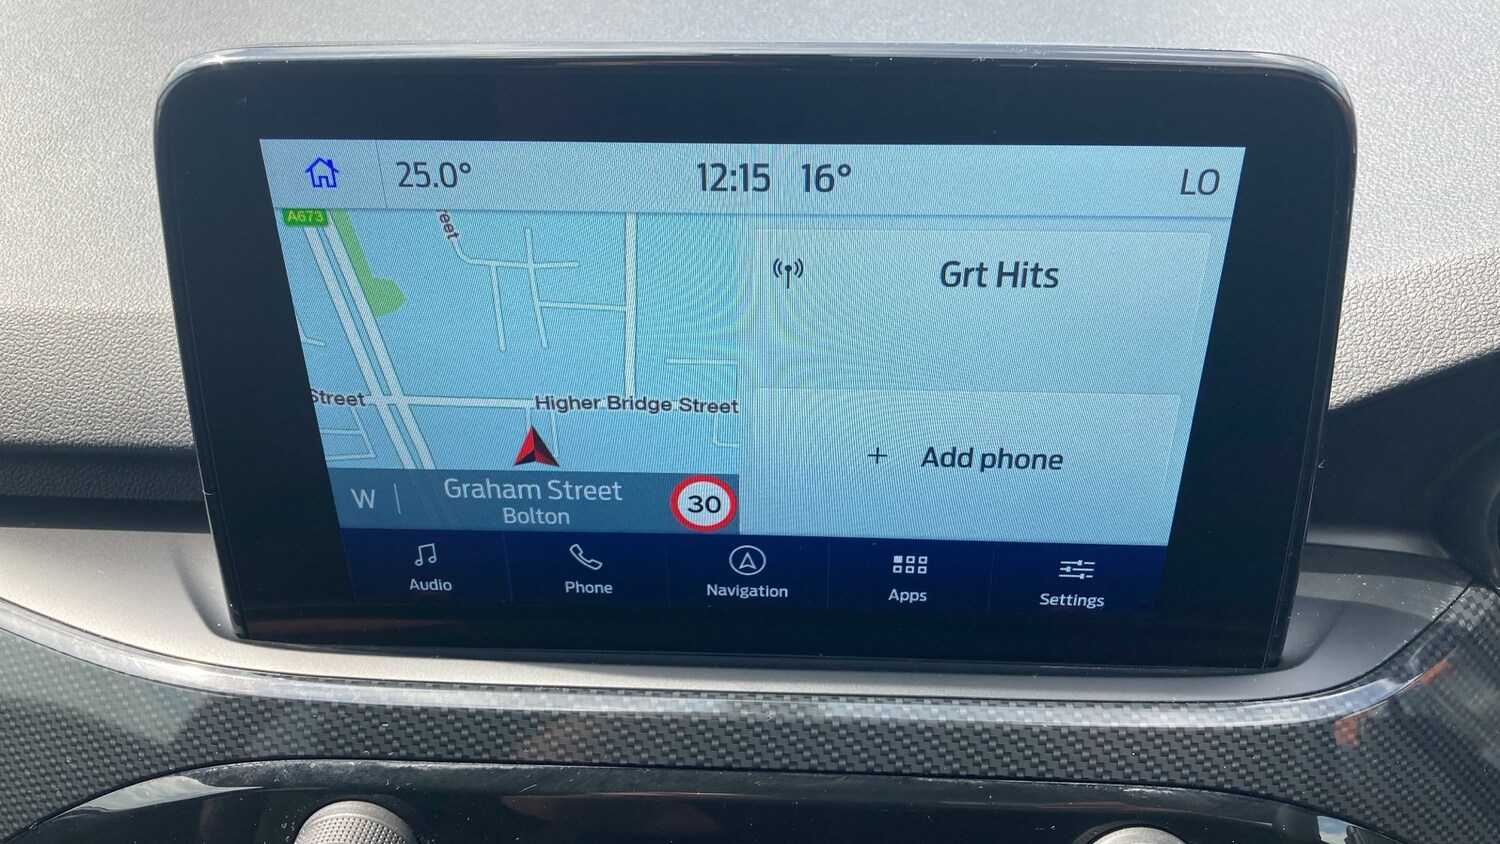 25.0° 12:15 16° LO
A673
reet
Grt Hits
Street
Higher Bridge Street
+ Add phone
W
Graham Street
Bolton
30
Audio
Phone
Navigation
Apps
Settings